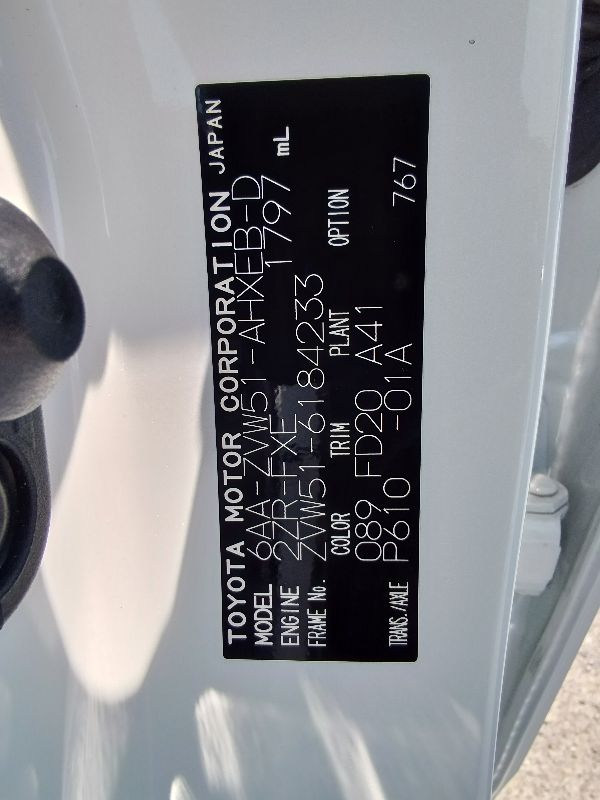 TOYOTA MOTOR CORPORATION JAPAN
MODEL 6AA-ZVW51-AHXEB-D
ENGINE 2ZR-FXE 1797 mL
FRAME No. ZVW51-6184233
COLOR TRIM PLANT OPTION
089 FD20 A41
TRANS./AXLE P610 -01A 767